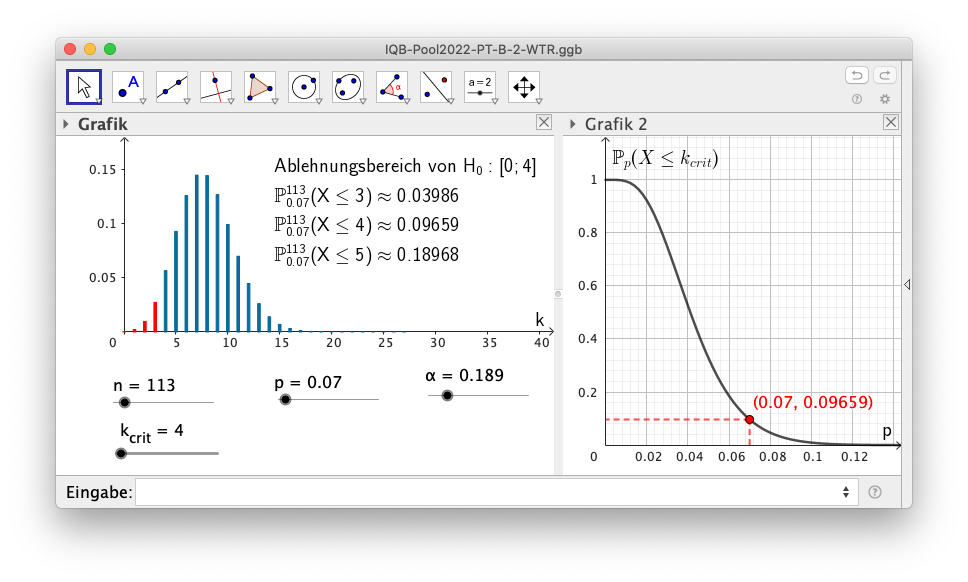 IQB-Pool2022-PT-B-2-WTR.ggb
A
α
a=2
Grafik
Grafik 2
0.15
0.1
0.05
0
5
10
15
20
25
30
35
40
k
Ablehnungsbereich von H₀ : [0; 4]
ℙ¹¹³₀.₀₇(X ≤ 3) ≈ 0.03986
ℙ¹¹³₀.₀₇(X ≤ 4) ≈ 0.09659
ℙ¹¹³₀.₀₇(X ≤ 5) ≈ 0.18968
n = 113
p = 0.07
α = 0.189
k_crit = 4
ℙₚ(X ≤ k_crit)
1
0.8
0.6
0.4
0.2
(0.07, 0.09659)
p
0
0.02
0.04
0.06
0.08
0.1
0.12
Eingabe: